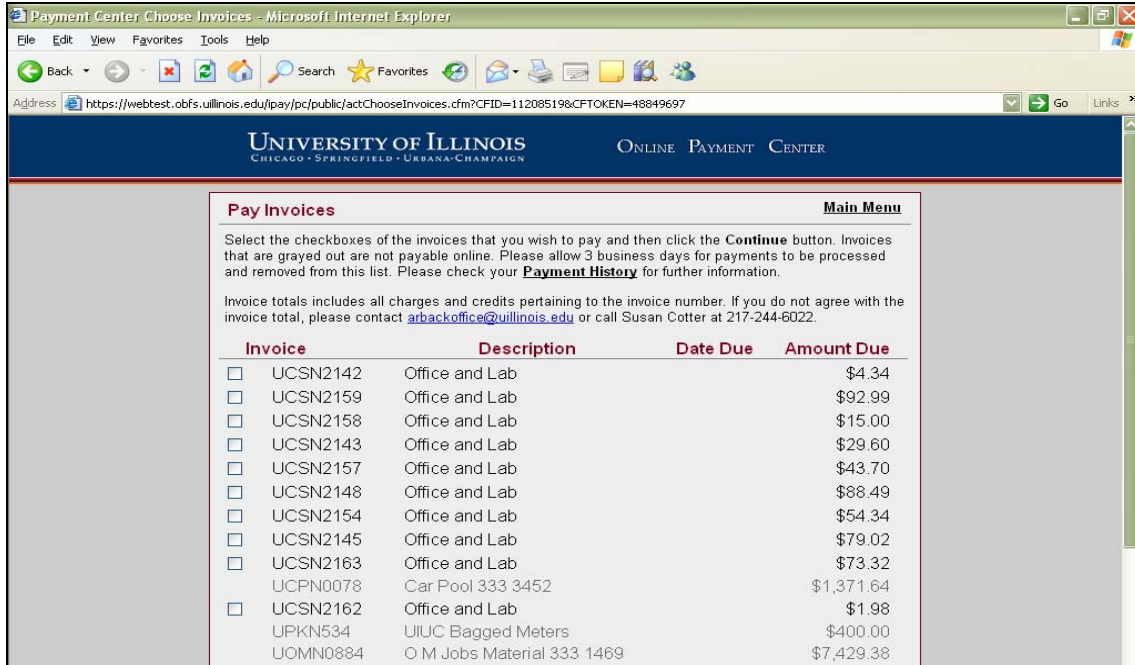 Payment Center Choose Invoices - Microsoft Internet Explorer
File Edit View Favorites Tools Help
Back Search Favorites
Address https://webtest.obfs.uillinois.edu/ipay/pc/public/actChooseInvoices.cfm?CFID=11208519&CFTOKEN=48849697 Go Links »
UNIVERSITY OF ILLINOIS ONLINE PAYMENT CENTER
CHICAGO • SPRINGFIELD • URBANA-CHAMPAIGN
Pay Invoices Main Menu
Select the checkboxes of the invoices that you wish to pay and then click the Continue button. Invoices
that are grayed out are not payable online. Please allow 3 business days for payments to be processed
and removed from this list. Please check your Payment History for further information.
Invoice totals includes all charges and credits pertaining to the invoice number. If you do not agree with the
invoice total, please contact arbackoffice@uillinois.edu or call Susan Cotter at 217-244-6022.
Invoice Description Date Due Amount Due
UCSN2142 Office and Lab $4.34
UCSN2159 Office and Lab $92.99
UCSN2158 Office and Lab $15.00
UCSN2143 Office and Lab $29.60
UCSN2157 Office and Lab $43.70
UCSN2148 Office and Lab $88.49
UCSN2154 Office and Lab $54.34
UCSN2145 Office and Lab $79.02
UCSN2163 Office and Lab $73.32
UCPN0078 Car Pool 333 3452 $1,371.64
UCSN2162 Office and Lab $1.98
UPKN534 UIUC Bagged Meters $400.00
UOMN0884 O M Jobs Material 333 1469 $7,429.38